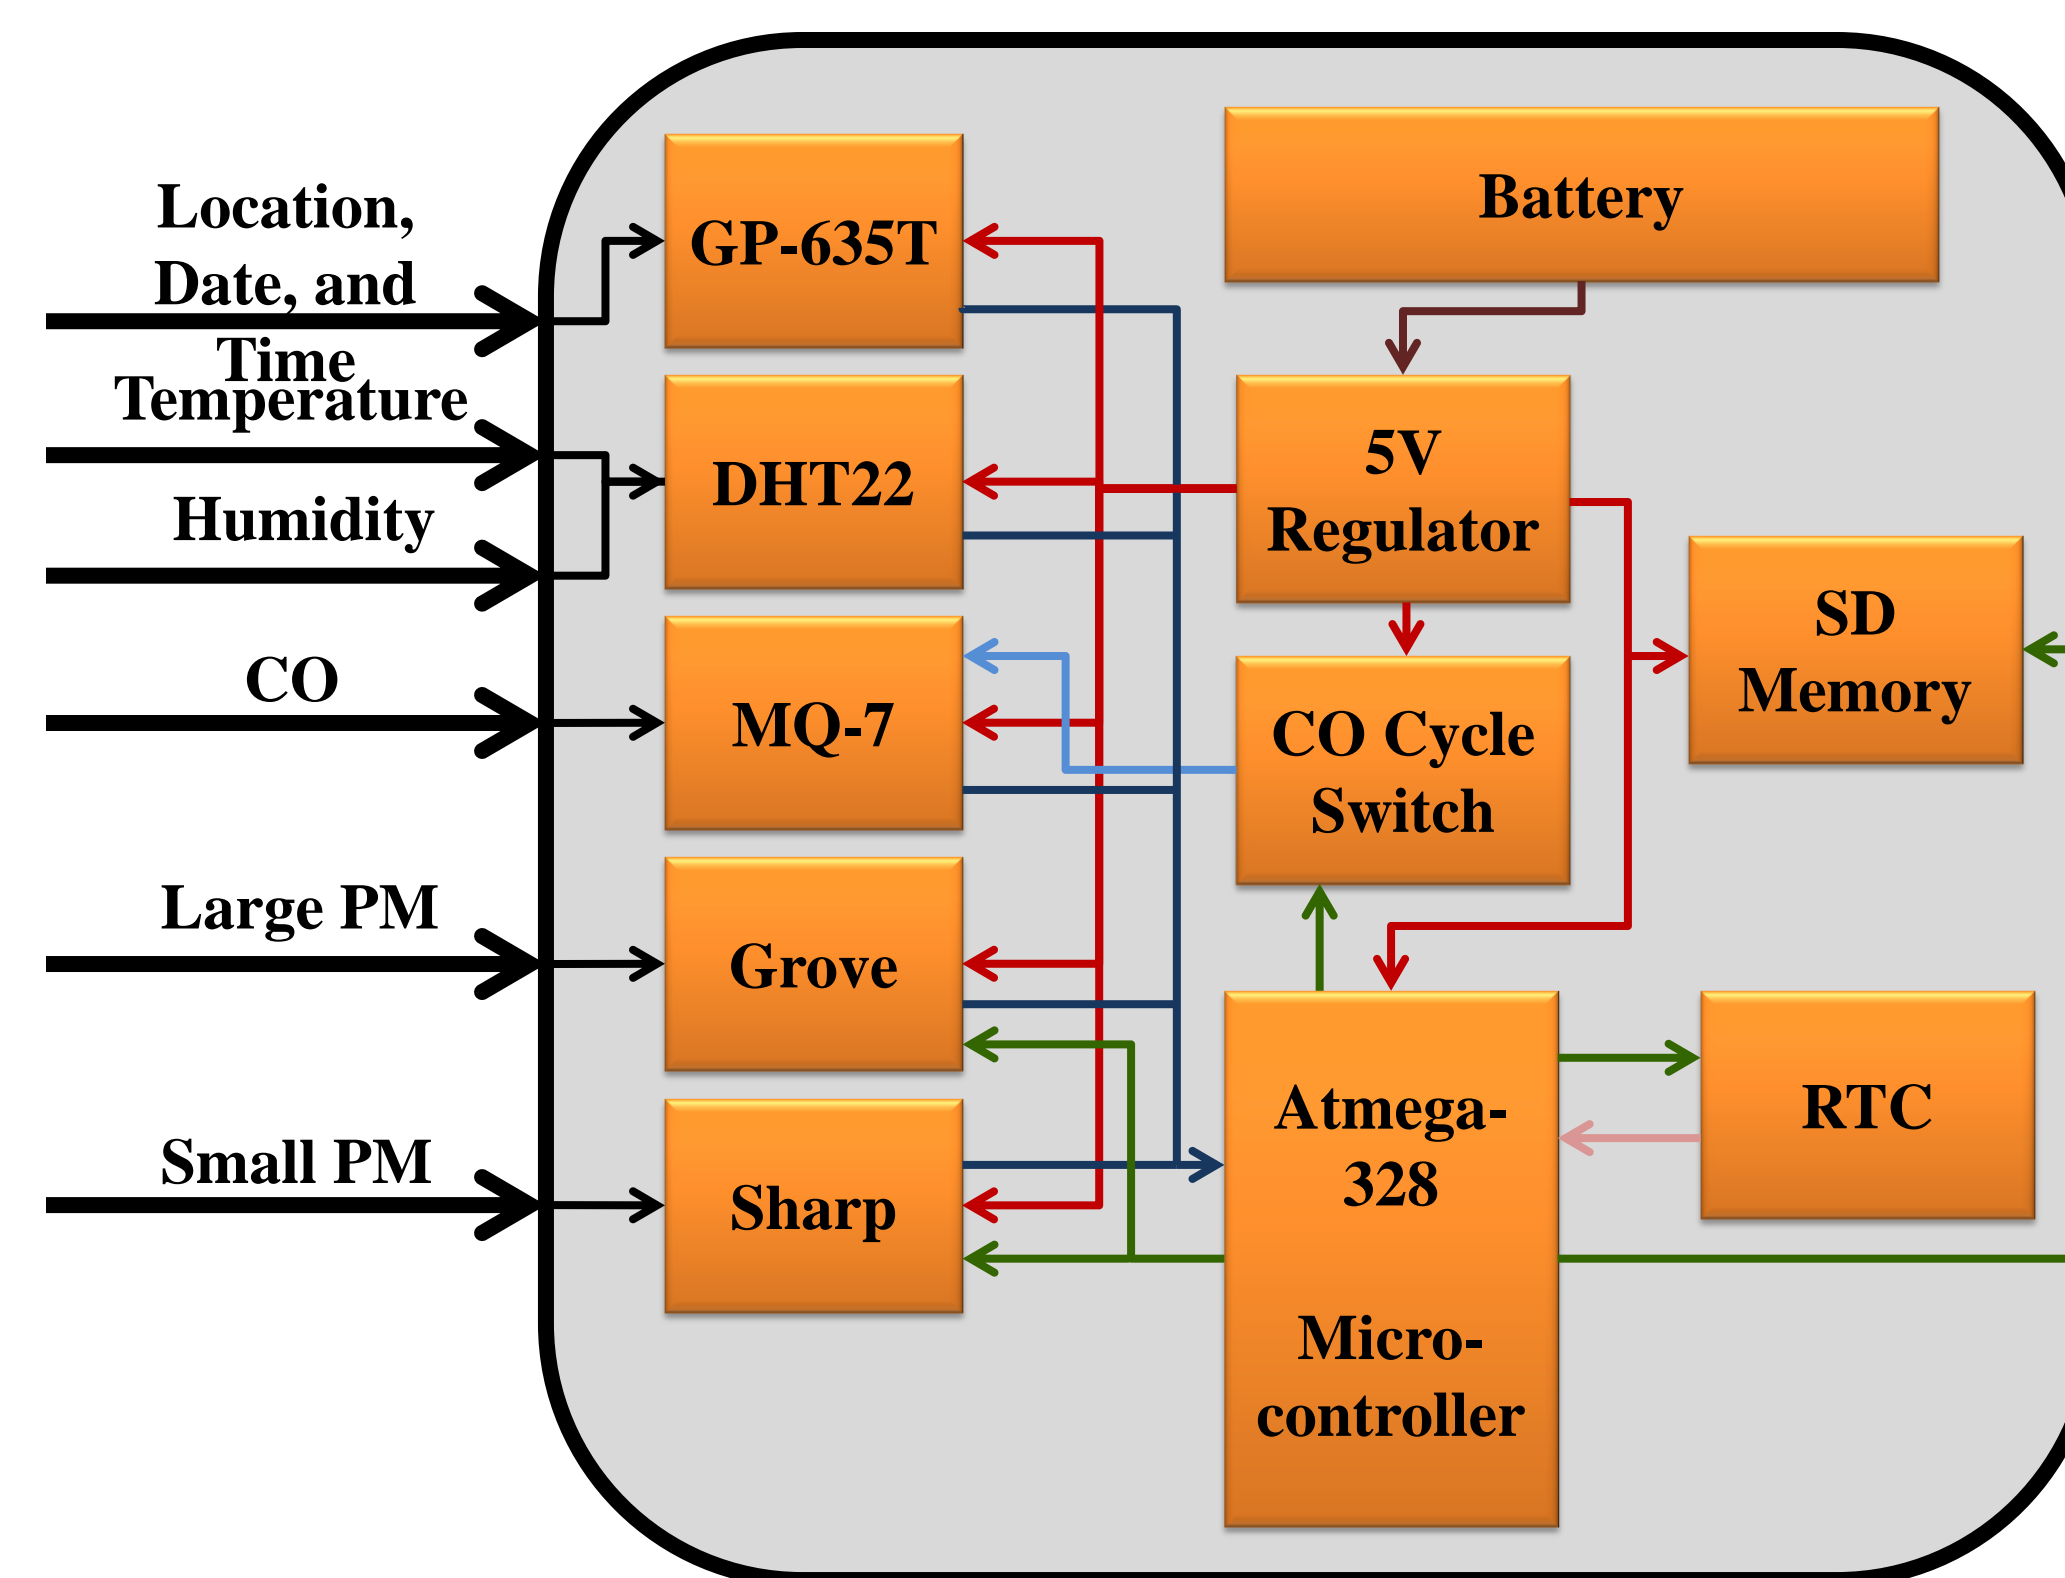 Location,
Date, and
Time
Temperature
Humidity
CO
Large PM
Small PM
GP-635T
DHT22
MQ-7
Grove
Sharp
Battery
5V
Regulator
CO Cycle
Switch
SD
Memory
Atmega-
328
Micro-
controller
RTC